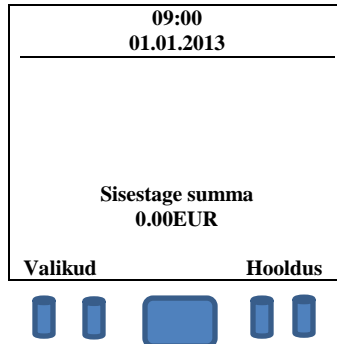 09:00
01.01.2013
Sisestage summa
0.00EUR
Valikud Hooldus